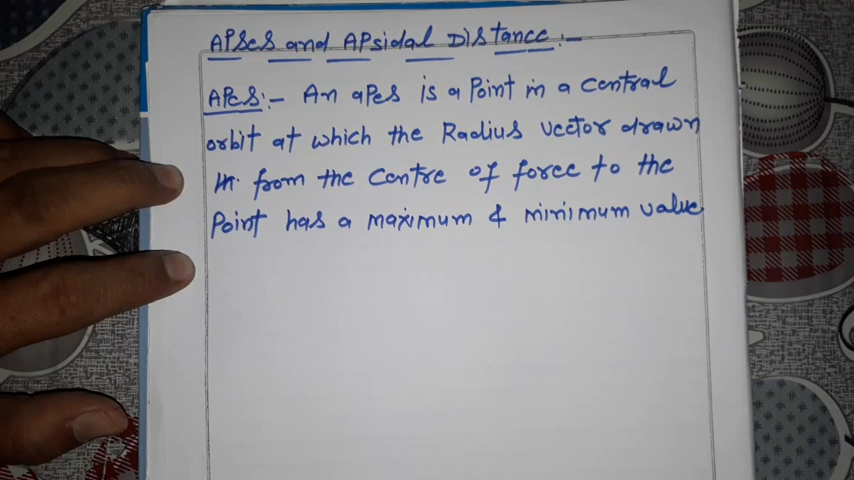 APSes and APsidal Distance :-
APeS :- An aPes is a Point in a central
orbit at which the Radius vector drawn
from the Centre of force to the
Point has a maximum & minimum value